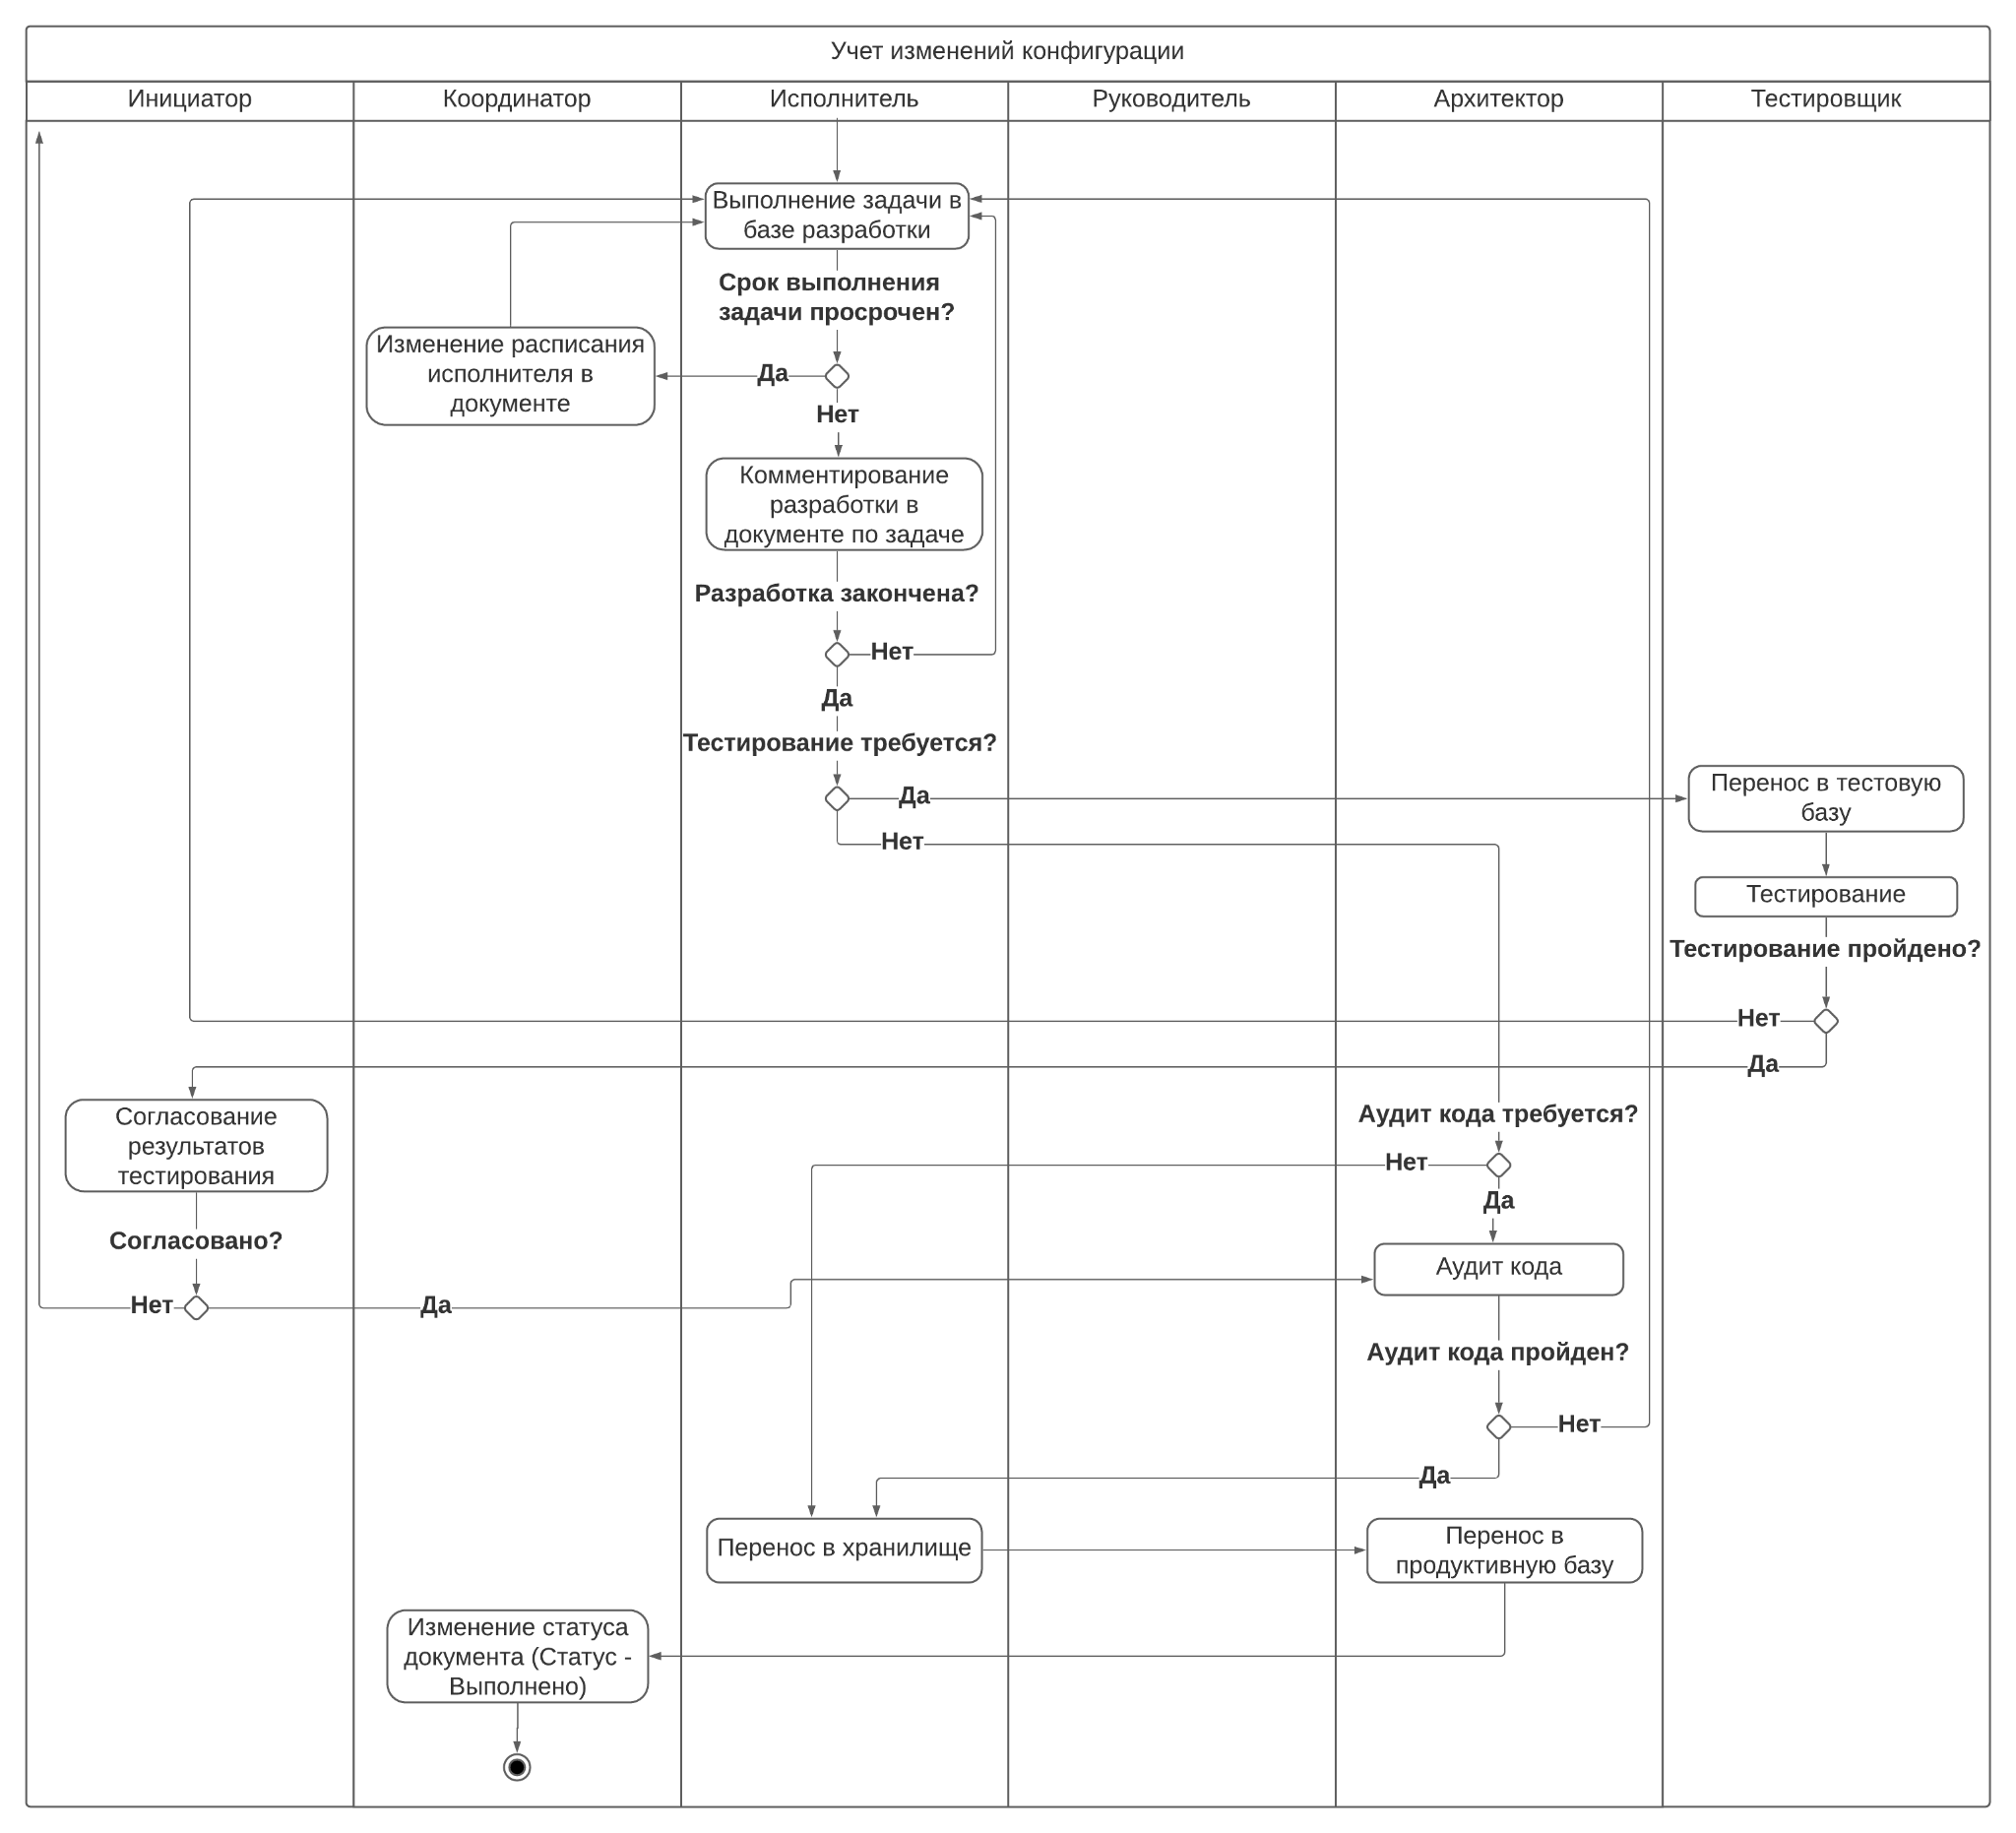 Учет изменений конфигурации
Инициатор
Координатор
Исполнитель
Руководитель
Архитектор
Тестировщик
Выполнение задачи в
базе разработки
Срок выполнения
задачи просрочен?
Изменение расписания
исполнителя в
документе
Да
Нет
Комментирование
разработки в
документе по задаче
Разработка закончена?
Нет
Да
Тестирование требуется?
Да
Нет
Перенос в тестовую
базу
Тестирование
Тестирование пройдено?
Нет
Да
Согласование
результатов
тестирования
Согласовано?
Нет
Да
Аудит кода требуется?
Нет
Да
Аудит кода
Аудит кода пройден?
Нет
Да
Перенос в хранилище
Перенос в
продуктивную базу
Изменение статуса
документа (Статус -
Выполнено)